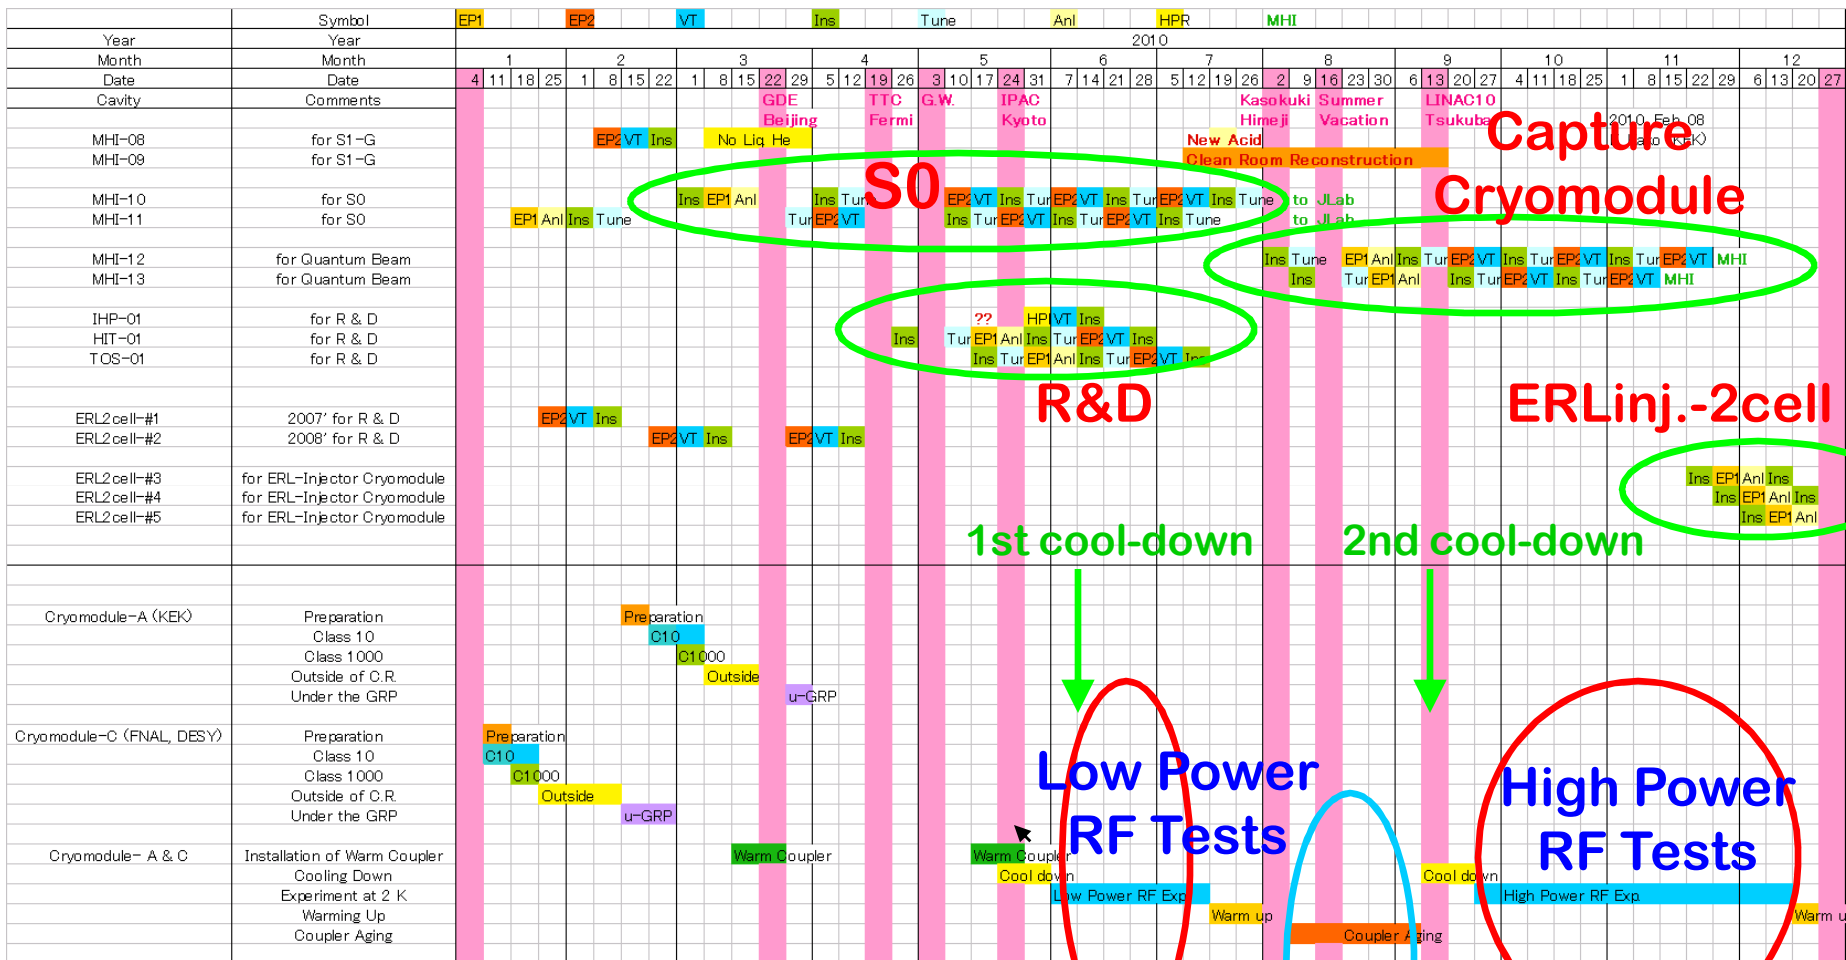 Symbol EP1 EP2 VT Ins Tune Anl HPR MHI
Year Year 2010
Month Month 1 2 3 4 5 6 7 8 9 10 11 12
Date Date 4 11 18 25 1 8 15 22 1 8 15 22 29 5 12 19 26 3 10 17 24 31 7 14 21 28 5 12 19 26 2 9 16 23 30 6 13 20 27 4 11 18 25 1 8 15 22 29 6 13 20 27
Cavity Comments GDE TTC G.W. IPAC Kasokuki Summer LINAC10
Beijing Fermi Kyoto Himeji Vacation Tsukuba 2010, Feb, 08
MHI-08 for S1-G EP2 VT Ins No Liq. He New Acid (KEK)
MHI-09 for S1-G Clean Room Reconstruction
Capture
Cryomodule
S0
MHI-10 for S0 Ins EP1 Anl Ins Tun EP2 VT Ins Tun EP2 VT Ins Tun EP2 VT Ins Tune to JLab
MHI-11 for S0 EP1 Anl Ins Tune Tun EP2 VT Ins Tun EP2 VT Ins Tun EP2 VT Ins Tune to JLab
MHI-12 for Quantum Beam Ins Tune EP1 Anl Ins Tun EP2 VT Ins Tun EP2 VT Ins Tun EP2 VT MHI
MHI-13 for Quantum Beam Ins Tun EP1 Anl Ins Tun EP2 VT Ins Tun EP2 VT MHI
IHP-01 for R & D ?? HPI VT Ins
HIT-01 for R & D Ins Tur EP1 Anl Ins Tur EP2 VT Ins
TOS-01 for R & D Ins Tur EP1 Anl Ins Tur EP2 VT Ins
R&D
ERLinj.-2cell
ERL2cell-#1 2007' for R & D EP2 VT Ins
ERL2cell-#2 2008' for R & D EP2 VT Ins EP2 VT Ins
ERL2cell-#3 for ERL-Injector Cryomodule Ins EP1 Anl Ins
ERL2cell-#4 for ERL-Injector Cryomodule Ins EP1 Anl Ins
ERL2cell-#5 for ERL-Injector Cryomodule Ins EP1 Anl
1st cool-down 2nd cool-down
Cryomodule-A (KEK) Preparation Preparation
Class 10 C10
Class 1000 C1000
Outside of C.R. Outside
Under the GRP u-GRP
Cryomodule-C (FNAL, DESY) Preparation Preparation
Class 10 C10
Class 1000 C1000
Outside of C.R. Outside
Under the GRP u-GRP
Low Power
RF Tests
High Power
RF Tests
Cryomodule- A & C Installation of Warm Coupler Warm Coupler Warm Coupler
Cooling Down Cool down Cool down
Experiment at 2 K Low Power RF Exp. High Power RF Exp.
Warming Up Warm up Warm u
Coupler Aging Coupler Aging